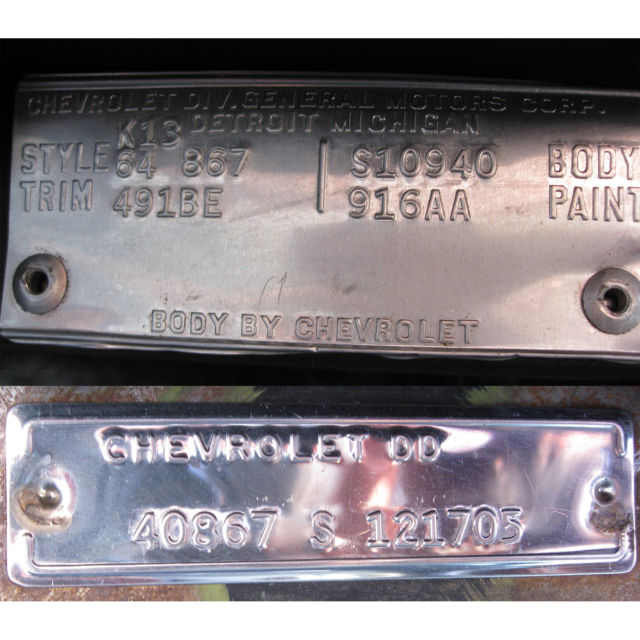 CHEVROLET DIV. GENERAL MOTORS CORP.
DETROIT MICHIGAN
K13
STYLE 64 867 S10940 BODY
TRIM 491BE 916AA PAINT
BODY BY CHEVROLET
CHEVROLET DD
40867 S 121705